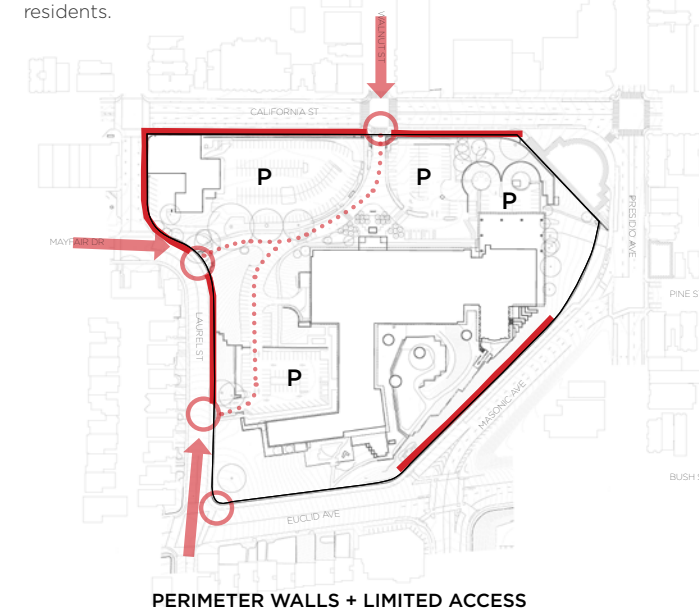 residents.
WALNUT ST
CALIFORNIA ST
P
P
P
PRESIDIO AVE
MAYFAIR DR
PINE S
LAUREL ST
P
MASONIC AVE
BUSH S
EUCLID AVE
PERIMETER WALLS + LIMITED ACCESS